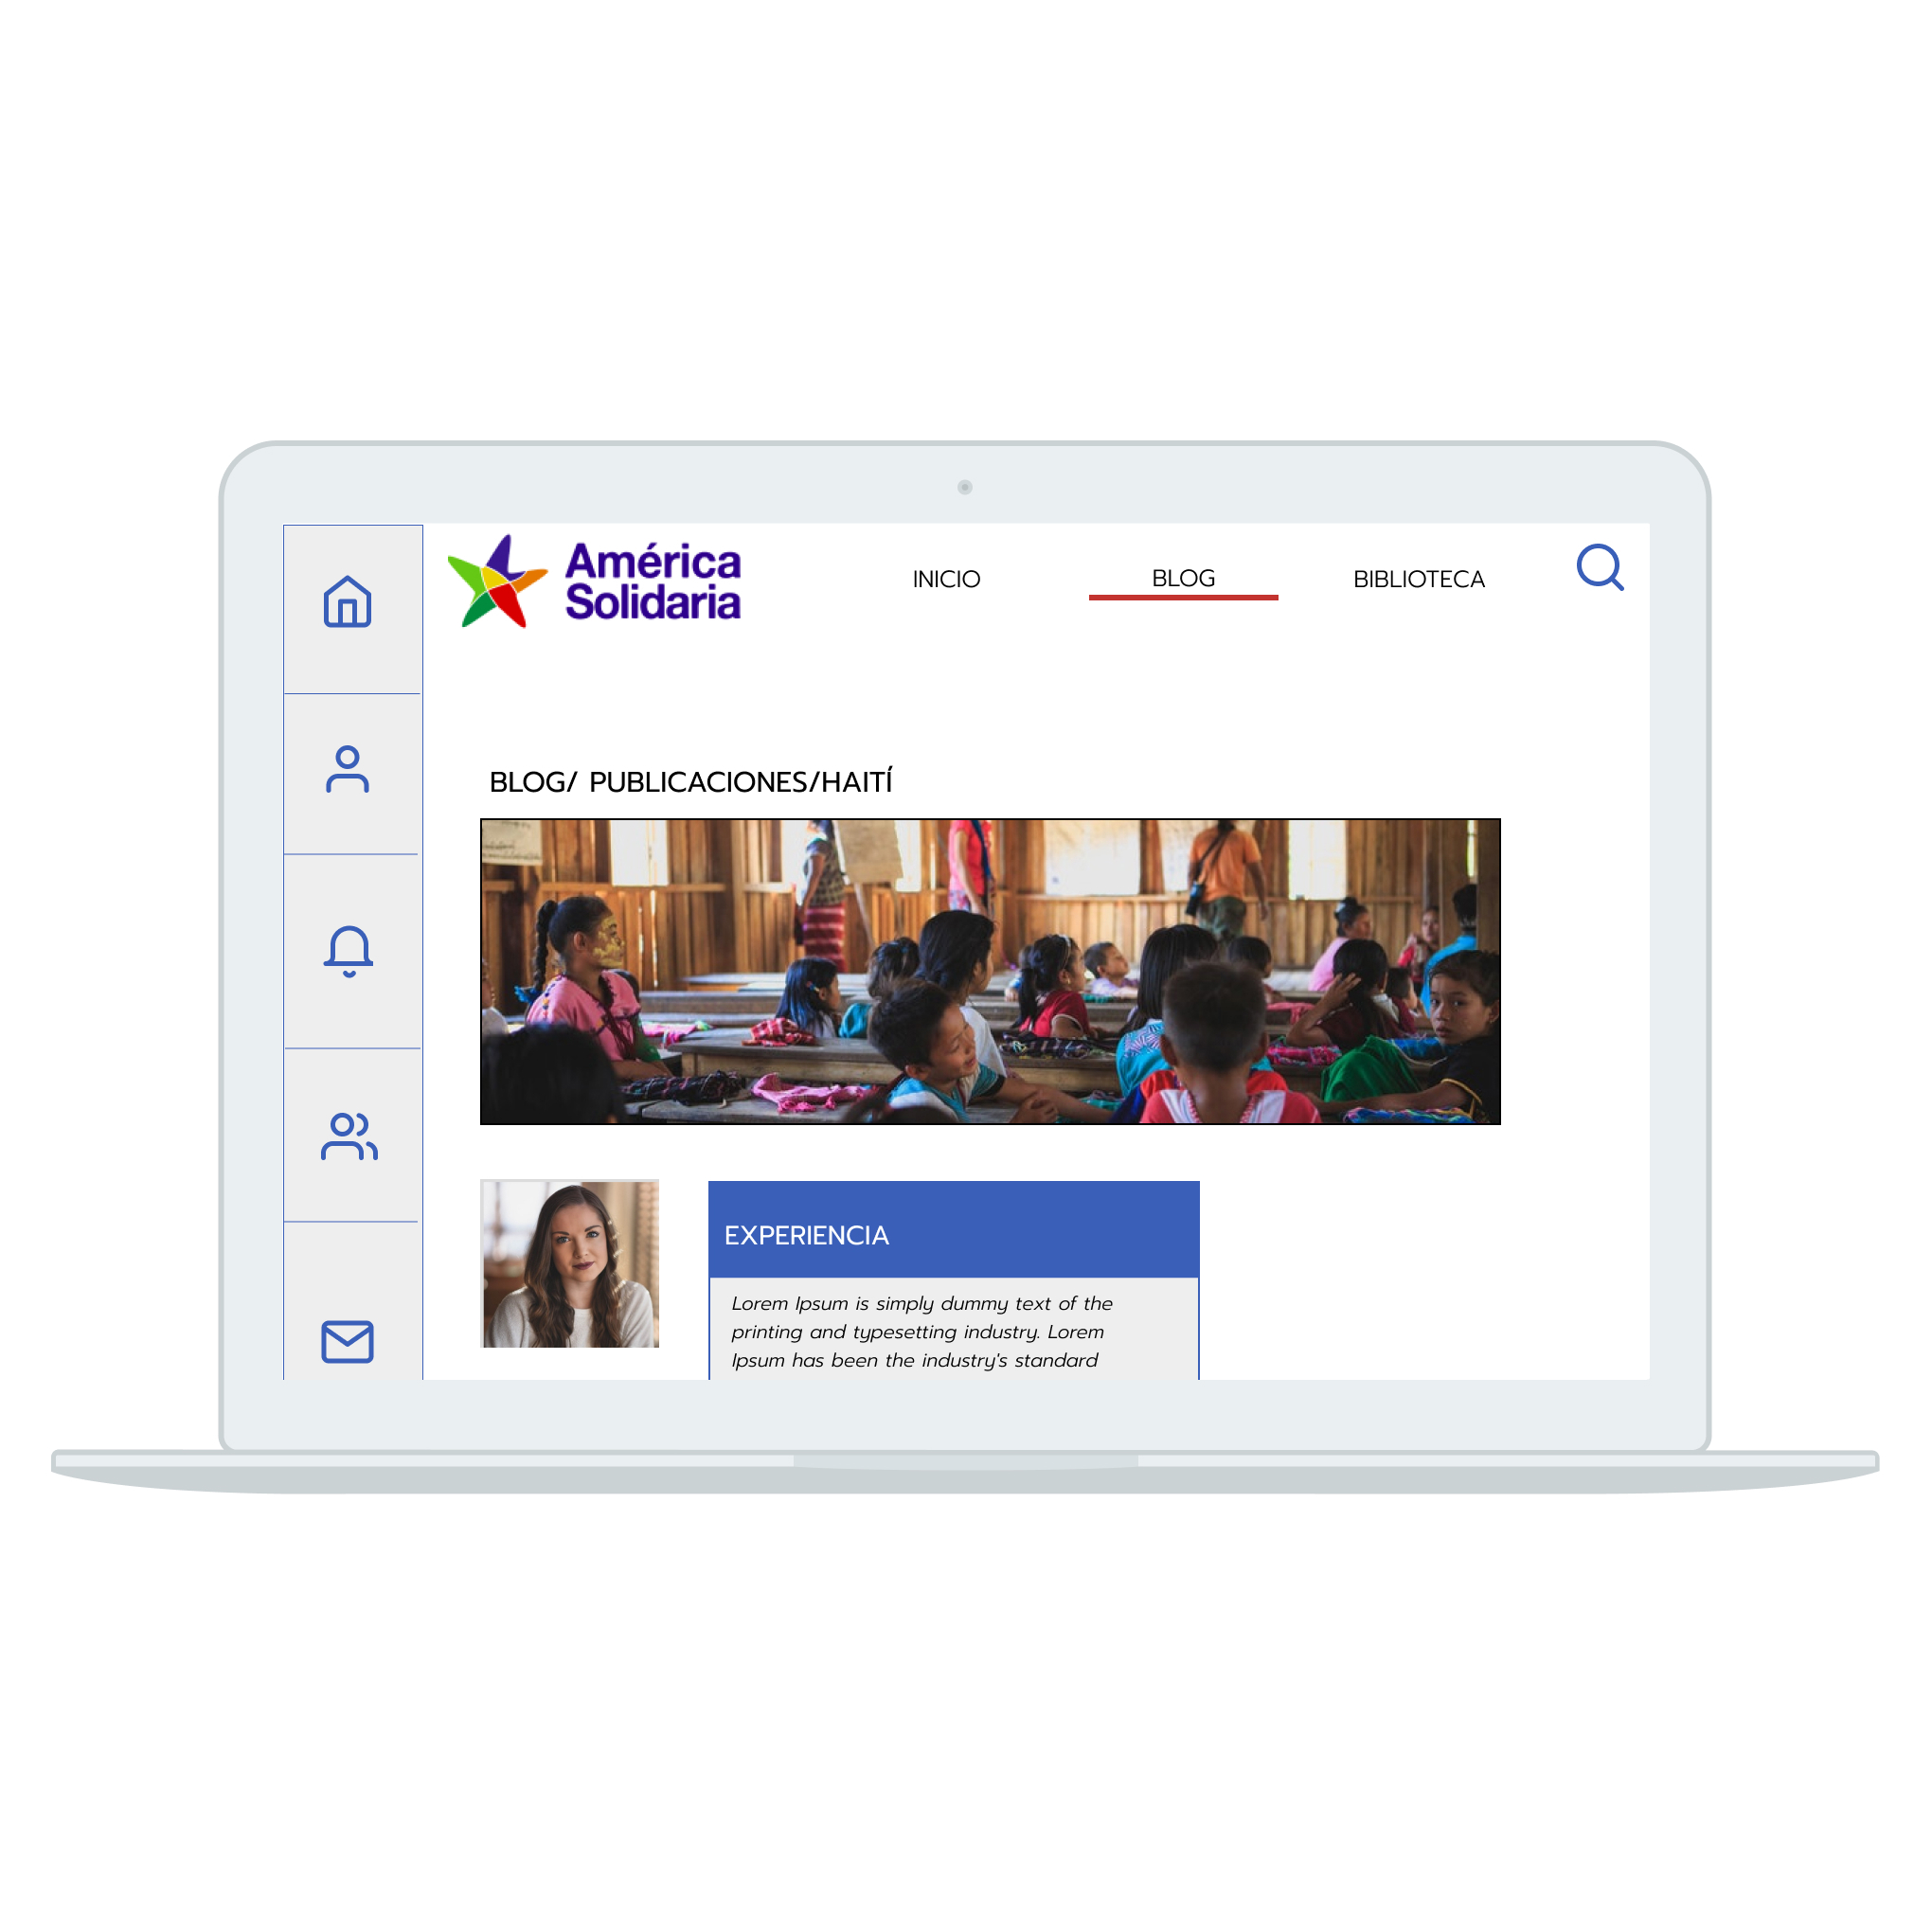 América
Solidaria
INICIO
BLOG
BIBLIOTECA
BLOG/ PUBLICACIONES/HAITÍ
EXPERIENCIA
Lorem Ipsum is simply dummy text of the
printing and typesetting industry. Lorem
Ipsum has been the industry's standard